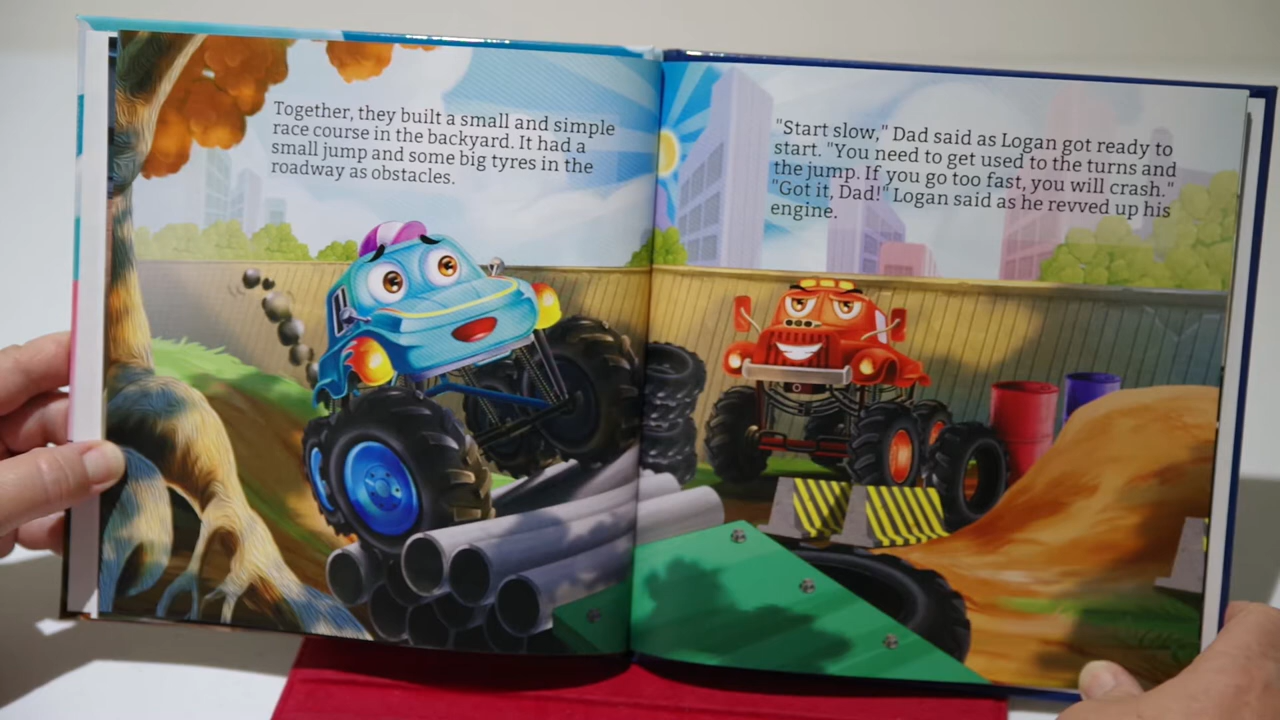 Together, they built a small and simple
race course in the backyard. It had a
small jump and some big tyres in the
roadway as obstacles.
"Start slow," Dad said as Logan got ready to
start. "You need to get used to the turns and
the jump. If you go too fast, you will crash."
"Got it, Dad!" Logan said as he revved up his
engine.